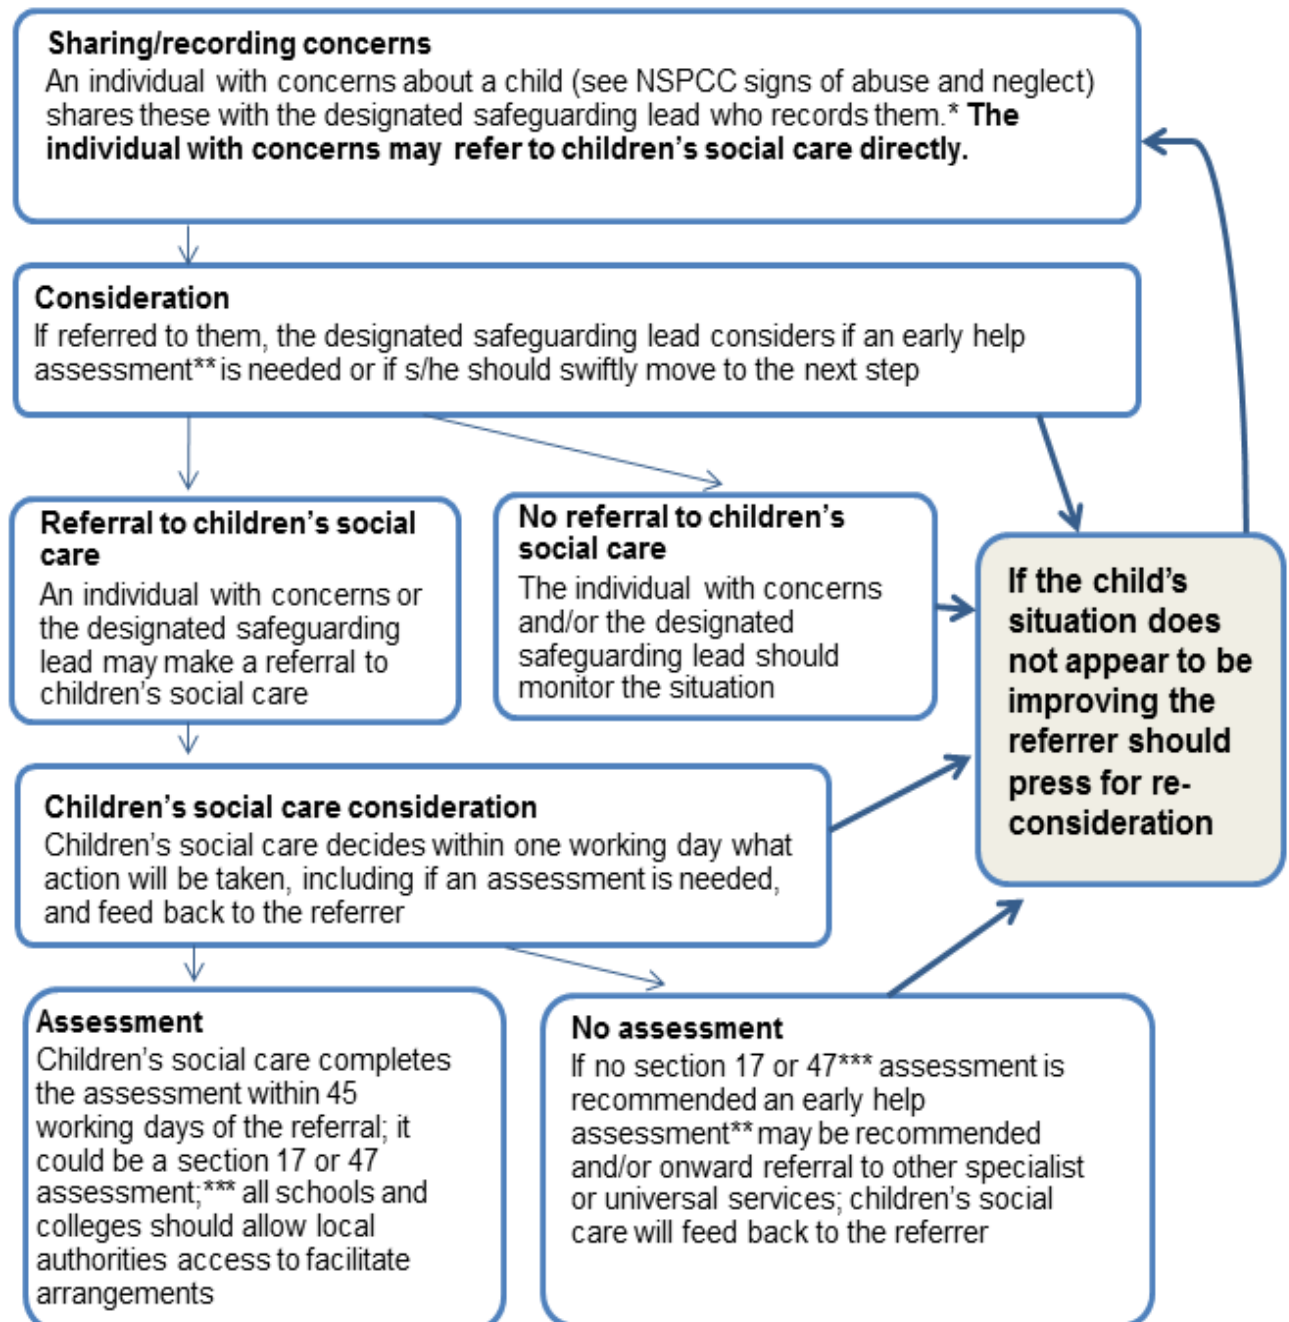 Sharing/recording concerns
An individual with concerns about a child (see NSPCC signs of abuse and neglect)
shares these with the designated safeguarding lead who records them.* The
individual with concerns may refer to children's social care directly.
Consideration
If referred to them, the designated safeguarding lead considers if an early help
assessment** is needed or if s/he should swiftly move to the next step
Referral to children's social
care
An individual with concerns or
the designated safeguarding
lead may make a referral to
children's social care
No referral to children's
social care
The individual with concerns
and/or the designated
safeguarding lead should
monitor the situation
If the child's
situation does
not appear to be
improving the
referrer should
press for re-
consideration
Children's social care consideration
Children's social care decides within one working day what
action will be taken, including if an assessment is needed,
and feed back to the referrer
Assessment
Children's social care completes
the assessment within 45
working days of the referral; it
could be a section 17 or 47
assessment;*** all schools and
colleges should allow local
authorities access to facilitate
arrangements
No assessment
If no section 17 or 47*** assessment is
recommended an early help
assessment** may be recommended
and/or onward referral to other specialist
or universal services; children's social
care will feed back to the referrer